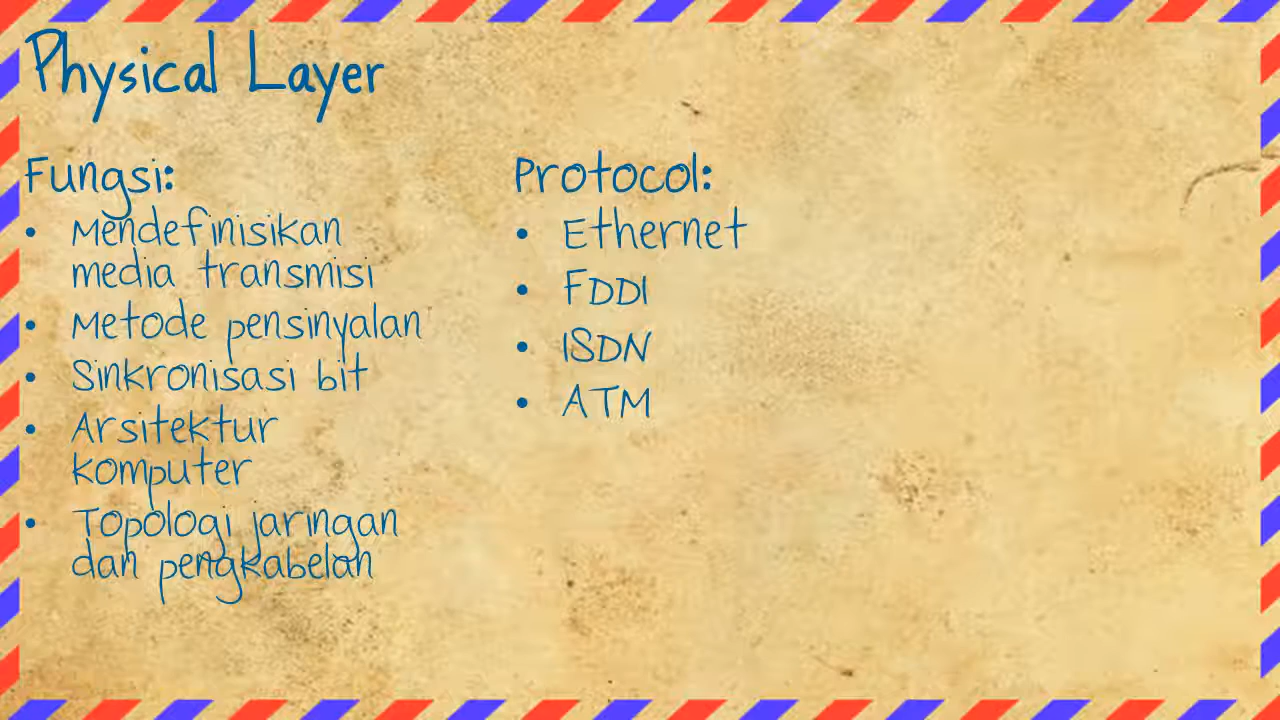 Physical Layer
Fungsi:
• Mendefinisikan
media transmisi
• Metode pensinyalan
• Sinkronisasi bit
• Arsitektur
komputer
• Topologi jaringan
dan pengkabelan
Protocol:
• Ethernet
• FDDI
• ISDN
• ATM